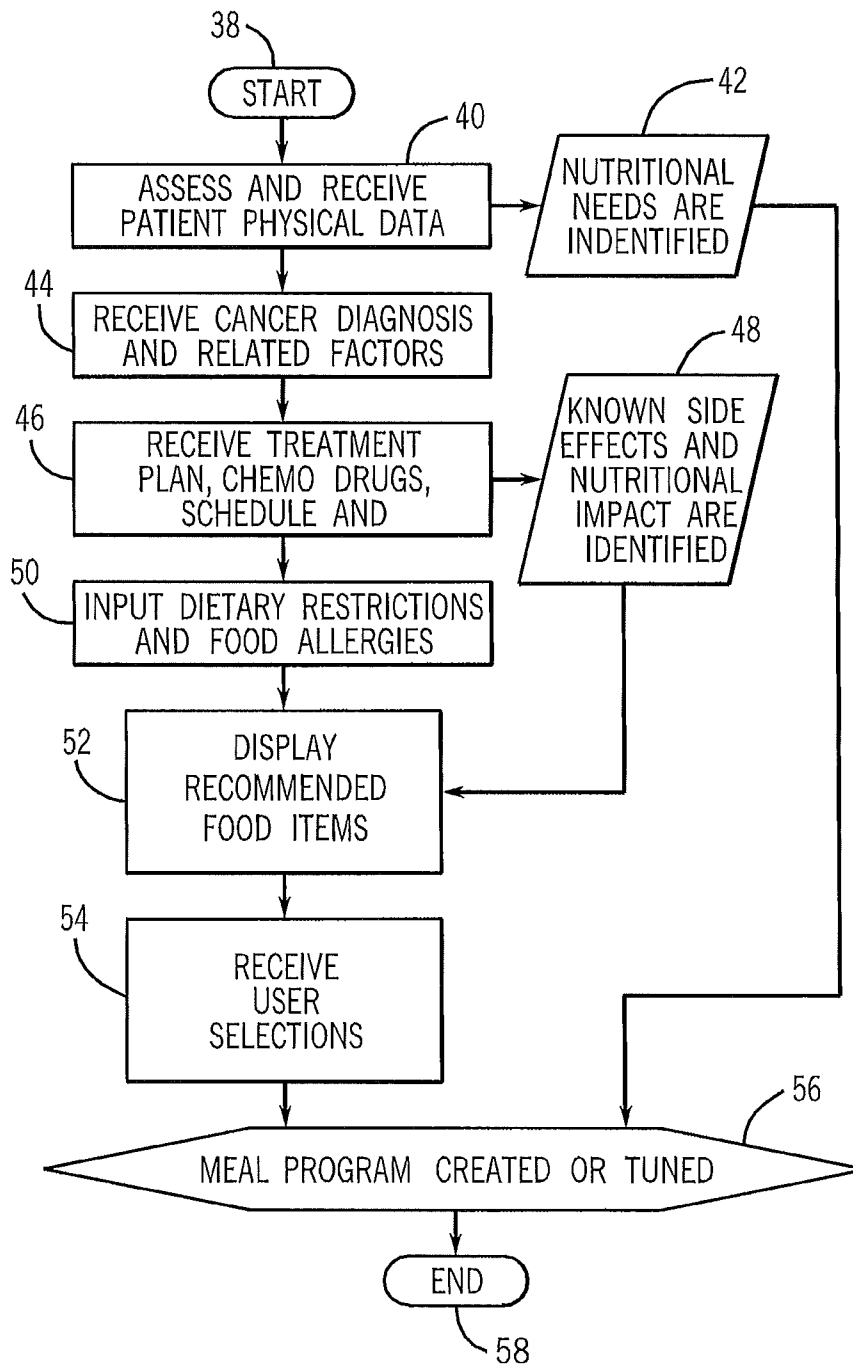 38
START
40
42
ASSESS AND RECEIVE
PATIENT PHYSICAL DATA
NUTRITIONAL
NEEDS ARE
INDENTIFIED
44
RECEIVE CANCER DIAGNOSIS
AND RELATED FACTORS
48
46
RECEIVE TREATMENT
PLAN, CHEMO DRUGS,
SCHEDULE AND
KNOWN SIDE
EFFECTS AND
NUTRITIONAL
IMPACT ARE
IDENTIFIED
50
INPUT DIETARY RESTRICTIONS
AND FOOD ALLERGIES
52
DISPLAY
RECOMMENDED
FOOD ITEMS
54
RECEIVE
USER
SELECTIONS
56
MEAL PROGRAM CREATED OR TUNED
END
58